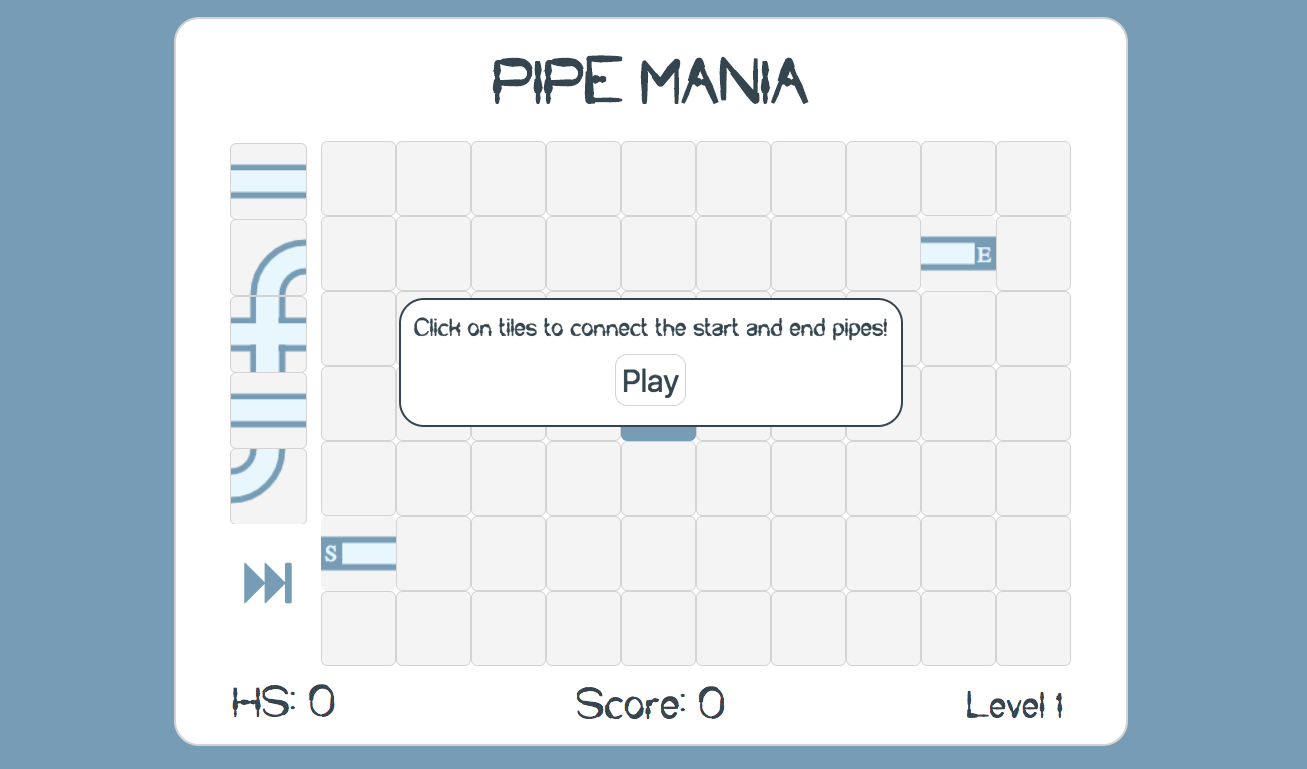 PIPE MANIA
E
Click on tiles to connect the start and end pipes!
Play
S
HS: 0
Score: 0
Level 1